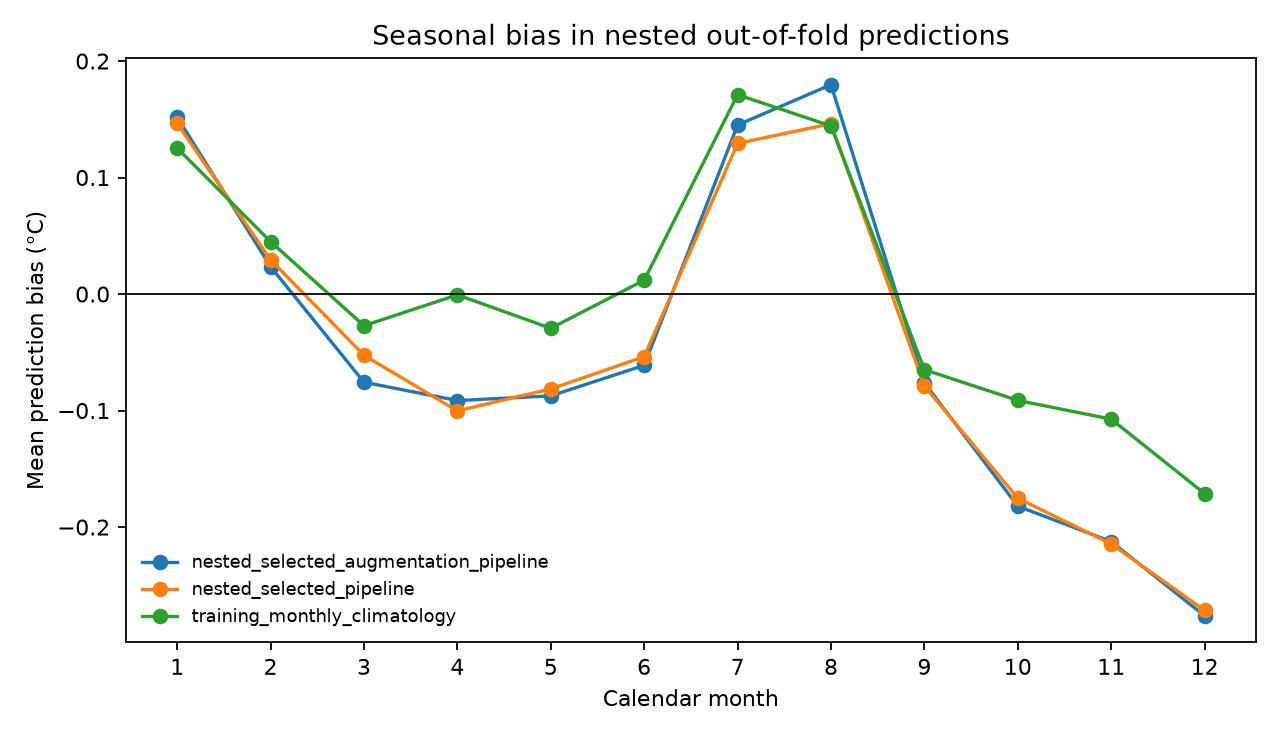 Seasonal bias in nested out-of-fold predictions
Mean prediction bias (°C)
0.2
0.1
0.0
−0.1
−0.2
nested_selected_augmentation_pipeline
nested_selected_pipeline
training_monthly_climatology
1 2 3 4 5 6 7 8 9 10 11 12
Calendar month